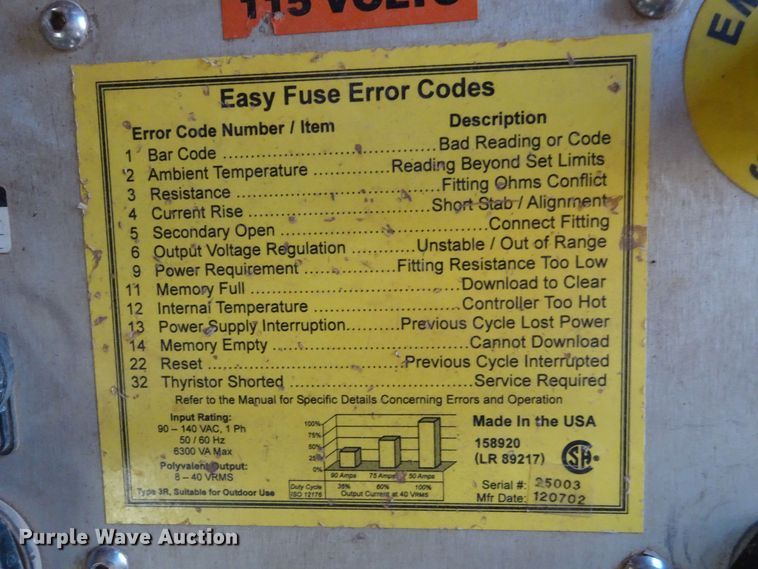 115 VOLTS
Easy Fuse Error Codes
Error Code Number / Item Description
1 Bar Code Bad Reading or Code
2 Ambient Temperature Reading Beyond Set Limits
3 Resistance Fitting Ohms Conflict
4 Current Rise Short Stab / Alignment
5 Secondary Open Connect Fitting
6 Output Voltage Regulation Unstable / Out of Range
9 Power Requirement Fitting Resistance Too Low
11 Memory Full Download to Clear
12 Internal Temperature Controller Too Hot
13 Power Supply Interruption Previous Cycle Lost Power
14 Memory Empty Cannot Download
22 Reset Previous Cycle Interrupted
32 Thyristor Shorted Service Required
Refer to the Manual for Specific Details Concerning Errors and Operation
Input Rating:
90 – 140 VAC, 1 Ph
50 / 60 Hz
6300 VA Max
Polyvalent Output:
8 – 40 VRMS
Type 3R, Suitable for Outdoor Use
100%
75%
50%
25%
0%
90 Amps 75 Amps 50 Amps
Duty Cycle 36% 60% 100%
ISO 12176 Output Current at 40 VRMS
Made In the USA
158920
(LR 89217)
Serial #: 25003
Mfr Date: 120702
Purple Wave Auction